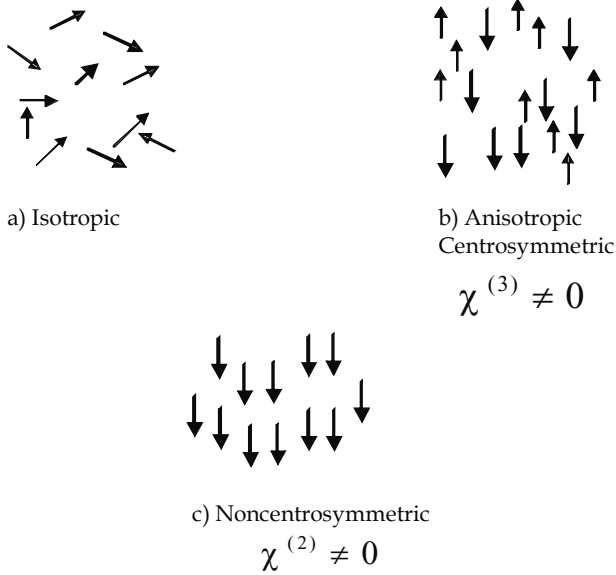 a) Isotropic
b) Anisotropic
Centrosymmetric
χ (3) ≠ 0
c) Noncentrosymmetric
χ (2) ≠ 0